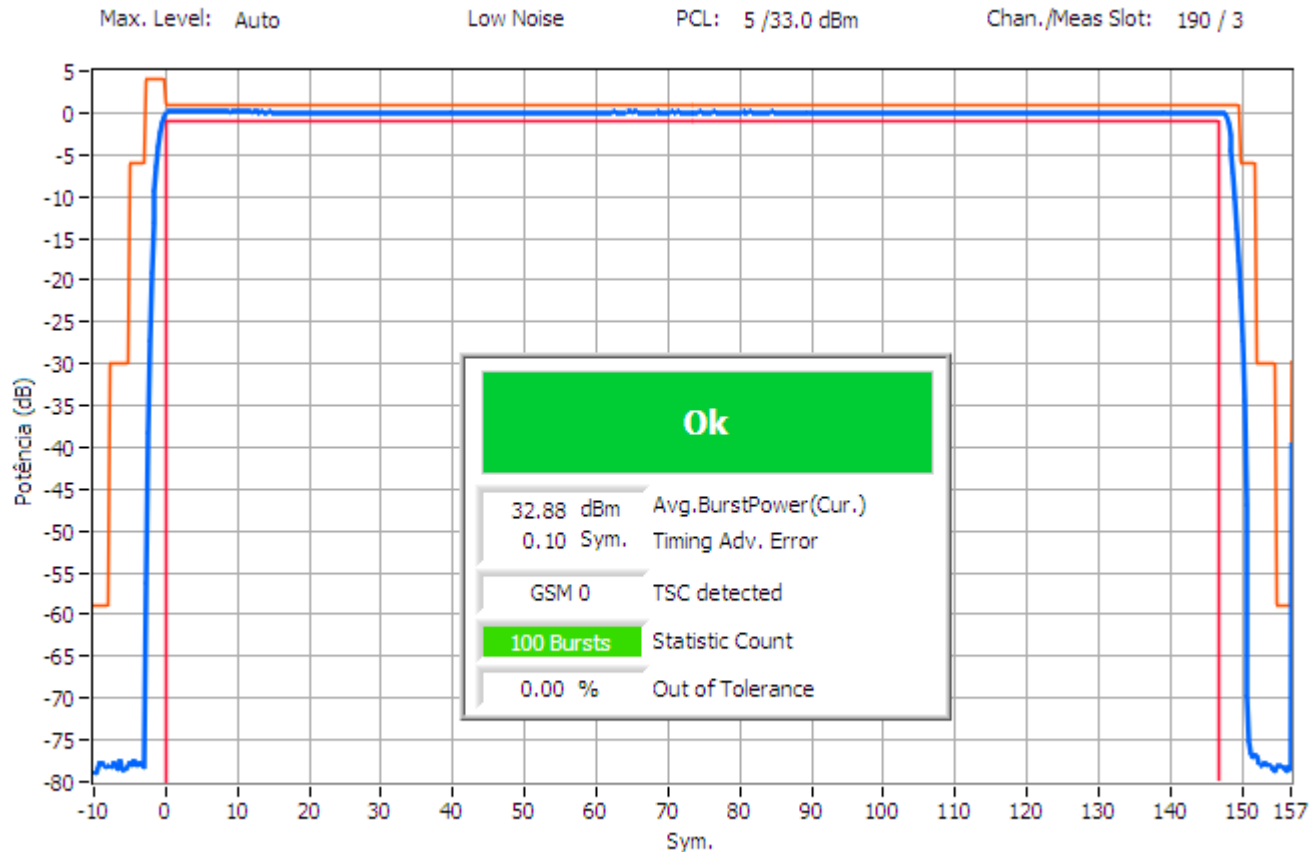 Max. Level: Auto Low Noise PCL: 5 /33.0 dBm Chan./Meas Slot: 190 / 3
5
0
-5
-10
-15
-20
-25
-30
-35
-40
-45
-50
-55
-60
-65
-70
-75
-80
Potência (dB)
Ok
32.88 dBm Avg.BurstPower(Cur.)
0.10 Sym. Timing Adv. Error
GSM 0 TSC detected
100 Bursts Statistic Count
0.00 % Out of Tolerance
-10 0 10 20 30 40 50 60 70 80 90 100 110 120 130 140 150 157
Sym.